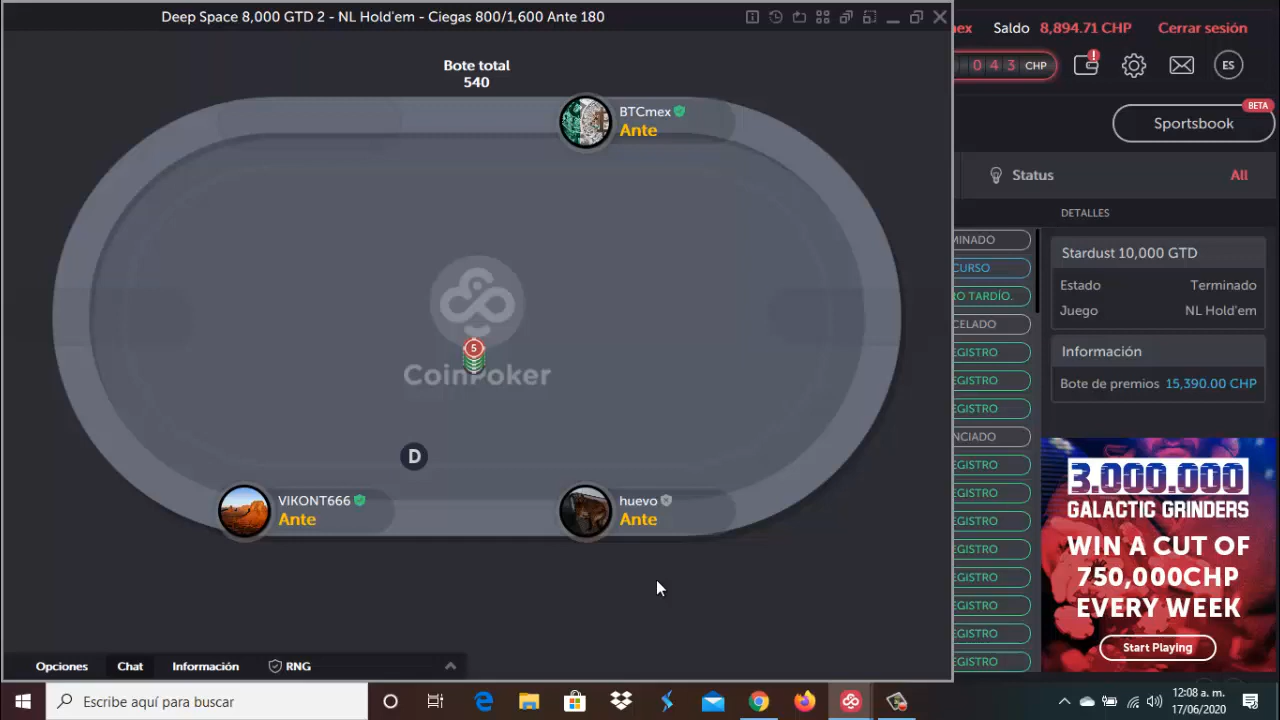 Deep Space 8,000 GTD 2 - NL Hold'em - Ciegas 800/1,600 Ante 180
Bote total
540
BTCmex
Ante
5
CoinPoker
D
VIKONT666
Ante
huevo
Ante
Opciones
Chat
Información
RNG
ex
Saldo
8,894.71 CHP
Cerrar sesión
0 4 3 CHP
!
ES
BETA
Sportsbook
Status
All
DETALLES
MINADO
CURSO
RO TARDÍO.
CELADO
EGISTRO
EGISTRO
EGISTRO
NCIADO
EGISTRO
EGISTRO
EGISTRO
EGISTRO
EGISTRO
EGISTRO
EGISTRO
EGISTRO
Stardust 10,000 GTD
Estado Terminado
Juego NL Hold'em
Información
Bote de premios 15,390.00 CHP
3.000.000
GALACTIC GRINDERS
WIN A CUT OF
750,000CHP
EVERY WEEK
Start Playing
Escribe aquí para buscar
12:08 a. m.
17/06/2020